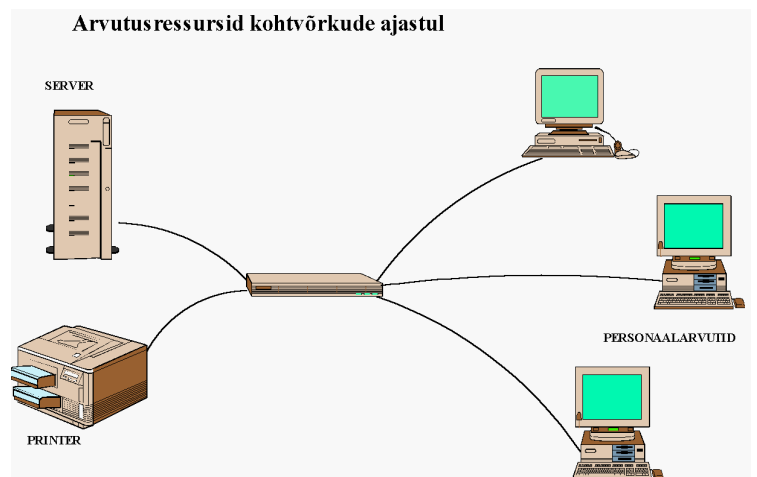 Arvutusressursid kohtvõrkude ajastul
SERVER
PERSONAALARVUTID
PRINTER